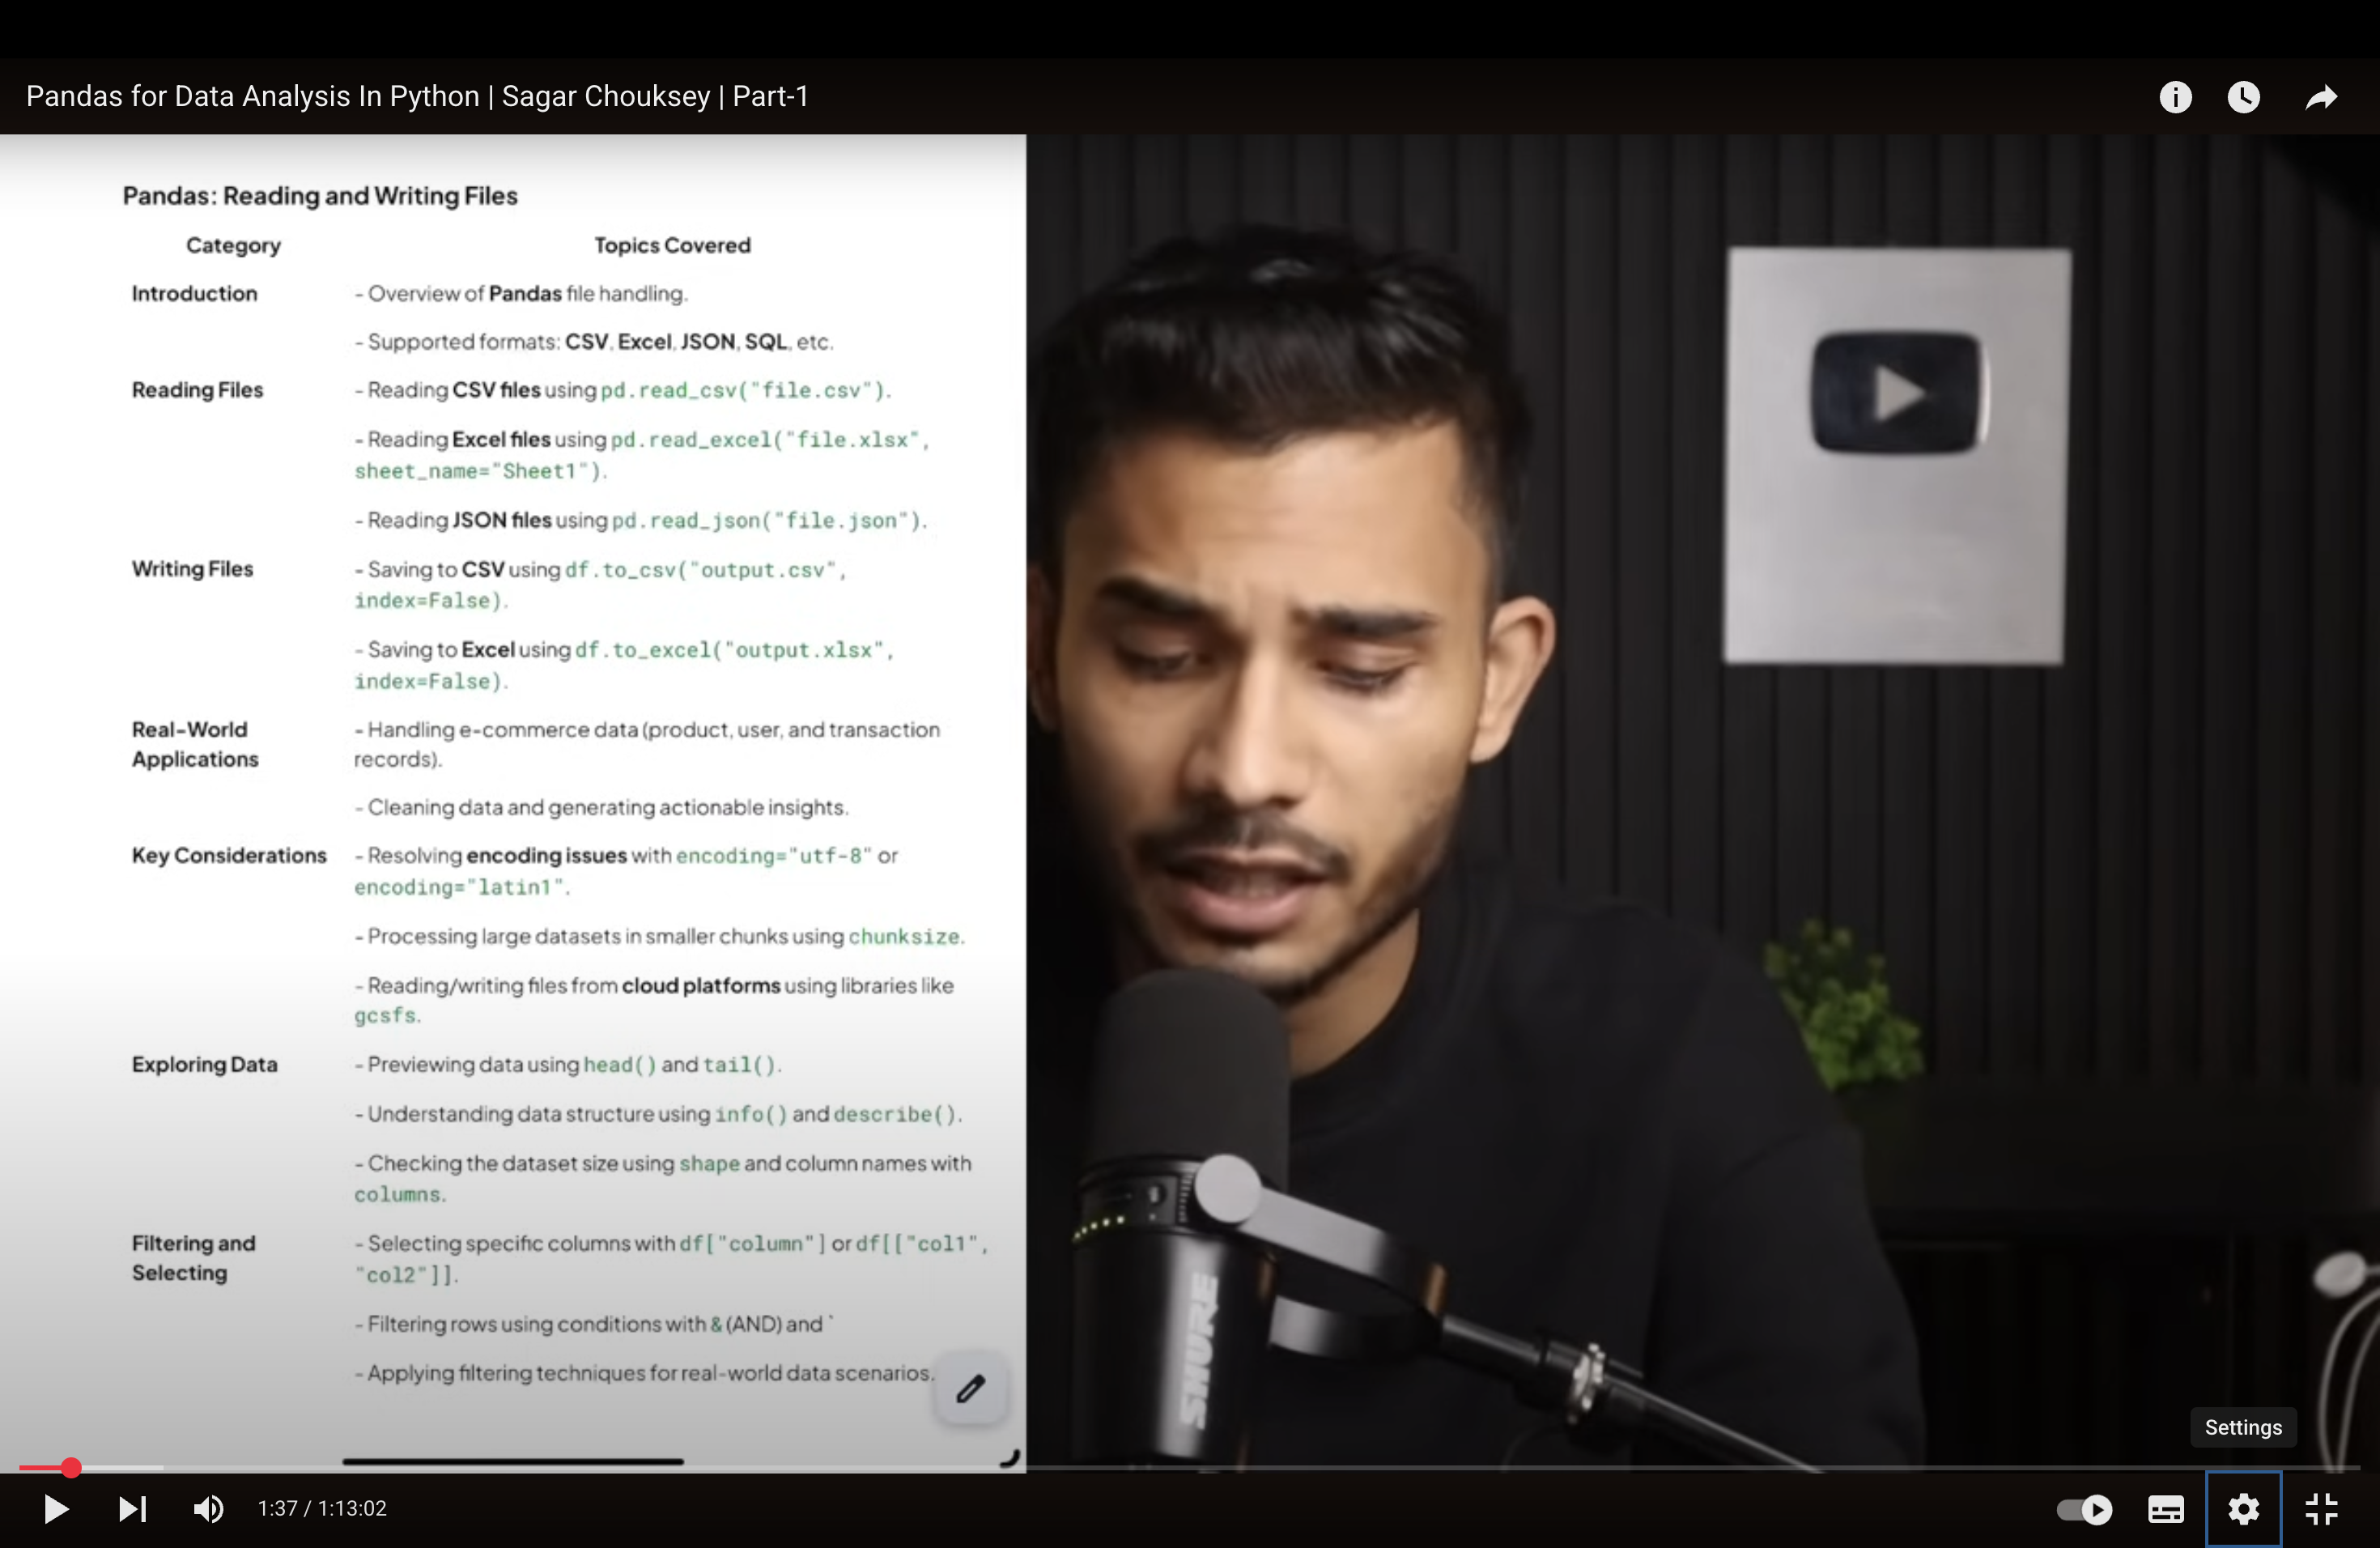 Pandas for Data Analysis In Python | Sagar Chouksey | Part-1
Pandas: Reading and Writing Files
Category Topics Covered
Introduction - Overview of Pandas file handling.
- Supported formats: CSV, Excel, JSON, SQL, etc.
Reading Files - Reading CSV files using pd.read_csv("file.csv").
- Reading Excel files using pd.read_excel("file.xlsx",
sheet_name="Sheet1").
- Reading JSON files using pd.read_json("file.json").
Writing Files - Saving to CSV using df.to_csv("output.csv",
index=False).
- Saving to Excel using df.to_excel("output.xlsx",
index=False).
Real-World - Handling e-commerce data (product, user, and transaction
Applications records).
- Cleaning data and generating actionable insights.
Key Considerations - Resolving encoding issues with encoding="utf-8" or
encoding="latin1".
- Processing large datasets in smaller chunks using chunksize.
- Reading/writing files from cloud platforms using libraries like
gcsfs.
Exploring Data - Previewing data using head() and tail().
- Understanding data structure using info() and describe().
- Checking the dataset size using shape and column names with
columns.
Filtering and - Selecting specific columns with df["column"] or df[["col1",
Selecting "col2"]].
- Filtering rows using conditions with & (AND) and `
- Applying filtering techniques for real-world data scenarios.
SHURE
Settings
1:37 / 1:13:02